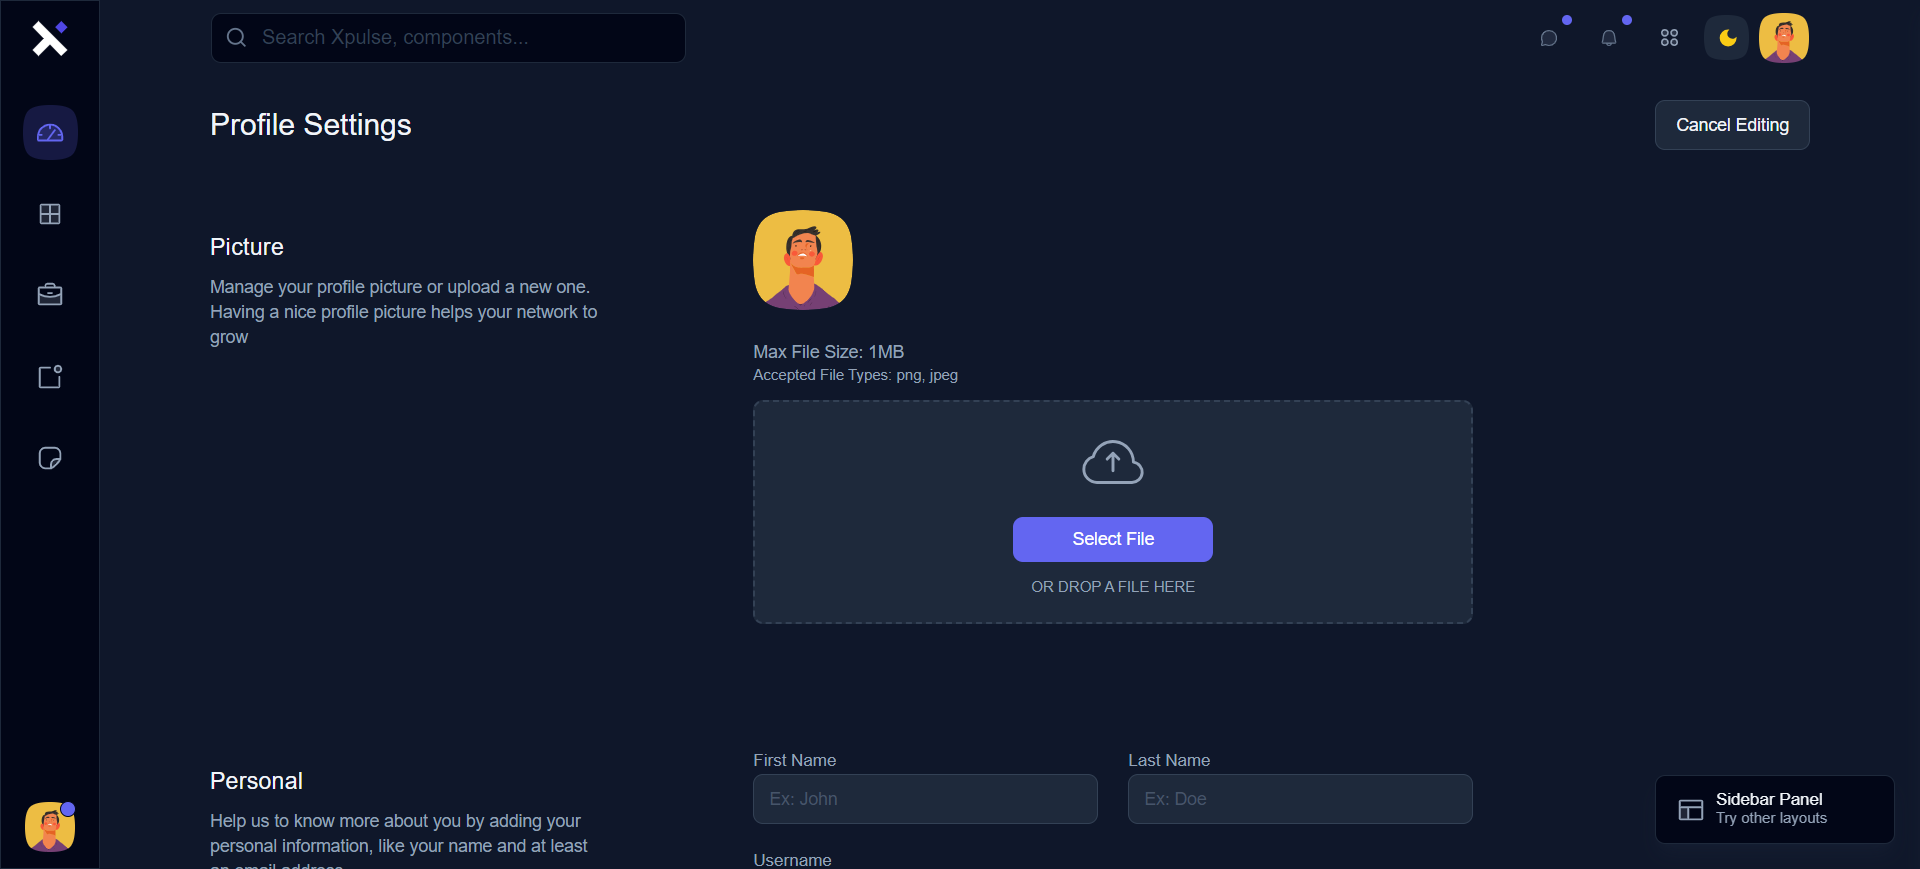 Search Xpulse, components...
Profile Settings
Cancel Editing
Picture
Manage your profile picture or upload a new one.
Having a nice profile picture helps your network to
grow
Max File Size: 1MB
Accepted File Types: png, jpeg
Select File
OR DROP A FILE HERE
Personal
Help us to know more about you by adding your
personal information, like your name and at least
an email address
First Name
Ex: John
Last Name
Ex: Doe
Username
Sidebar Panel
Try other layouts